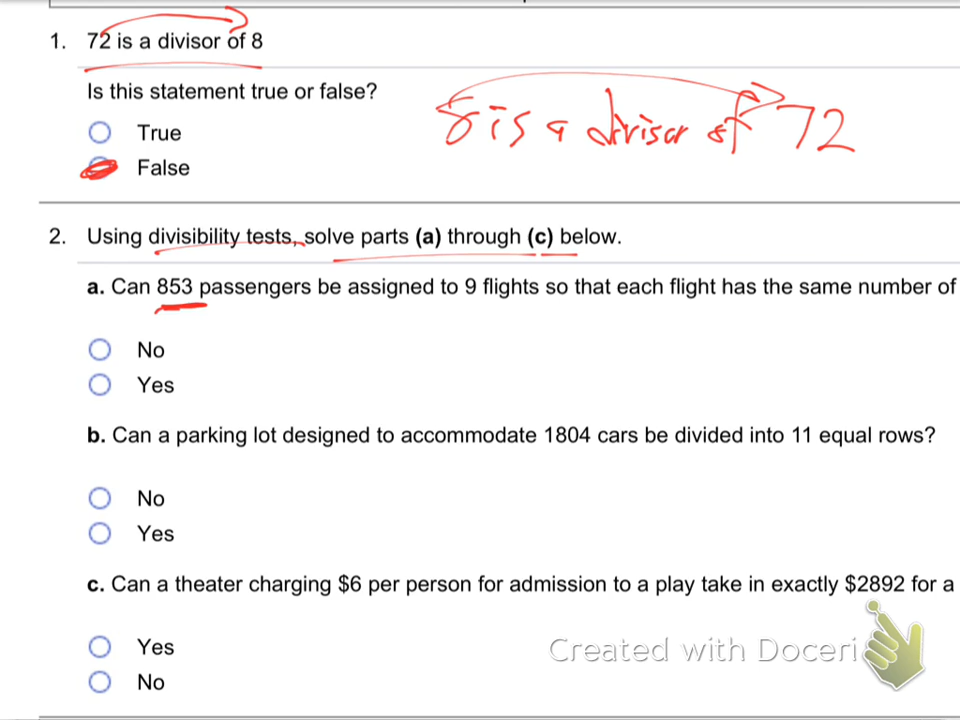 1. 72 is a divisor of 8
Is this statement true or false?
8 is a divisor of 72
True
False
2. Using divisibility tests, solve parts (a) through (c) below.
a. Can 853 passengers be assigned to 9 flights so that each flight has the same number of
No
Yes
b. Can a parking lot designed to accommodate 1804 cars be divided into 11 equal rows?
No
Yes
c. Can a theater charging $6 per person for admission to a play take in exactly $2892 for a
Yes
No
Created with Doceri